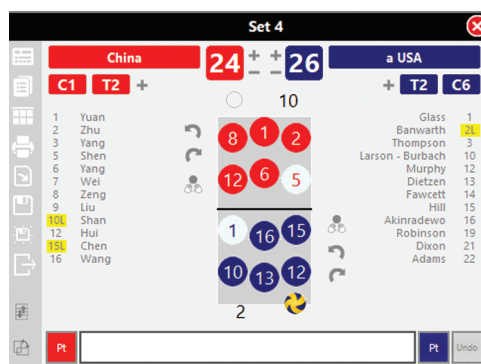 Set 4
China
24
26
a USA
C1 T2 +
+ T2 C6
10
1 Yuan
2 Zhu
3 Yang
5 Shen
6 Yang
7 Wei
8 Zeng
9 Liu
10L Shan
12 Hui
15L Chen
16 Wang
8 1 2
12 6 5
1 16 15
10 13 12
2
Glass 1
Banwarth 2L
Thompson 3
Larson - Burbach 10
Murphy 12
Dietzen 13
Fawcett 14
Hill 15
Akinradewo 16
Robinson 19
Dixon 21
Adams 22
Pt
Pt
Undo